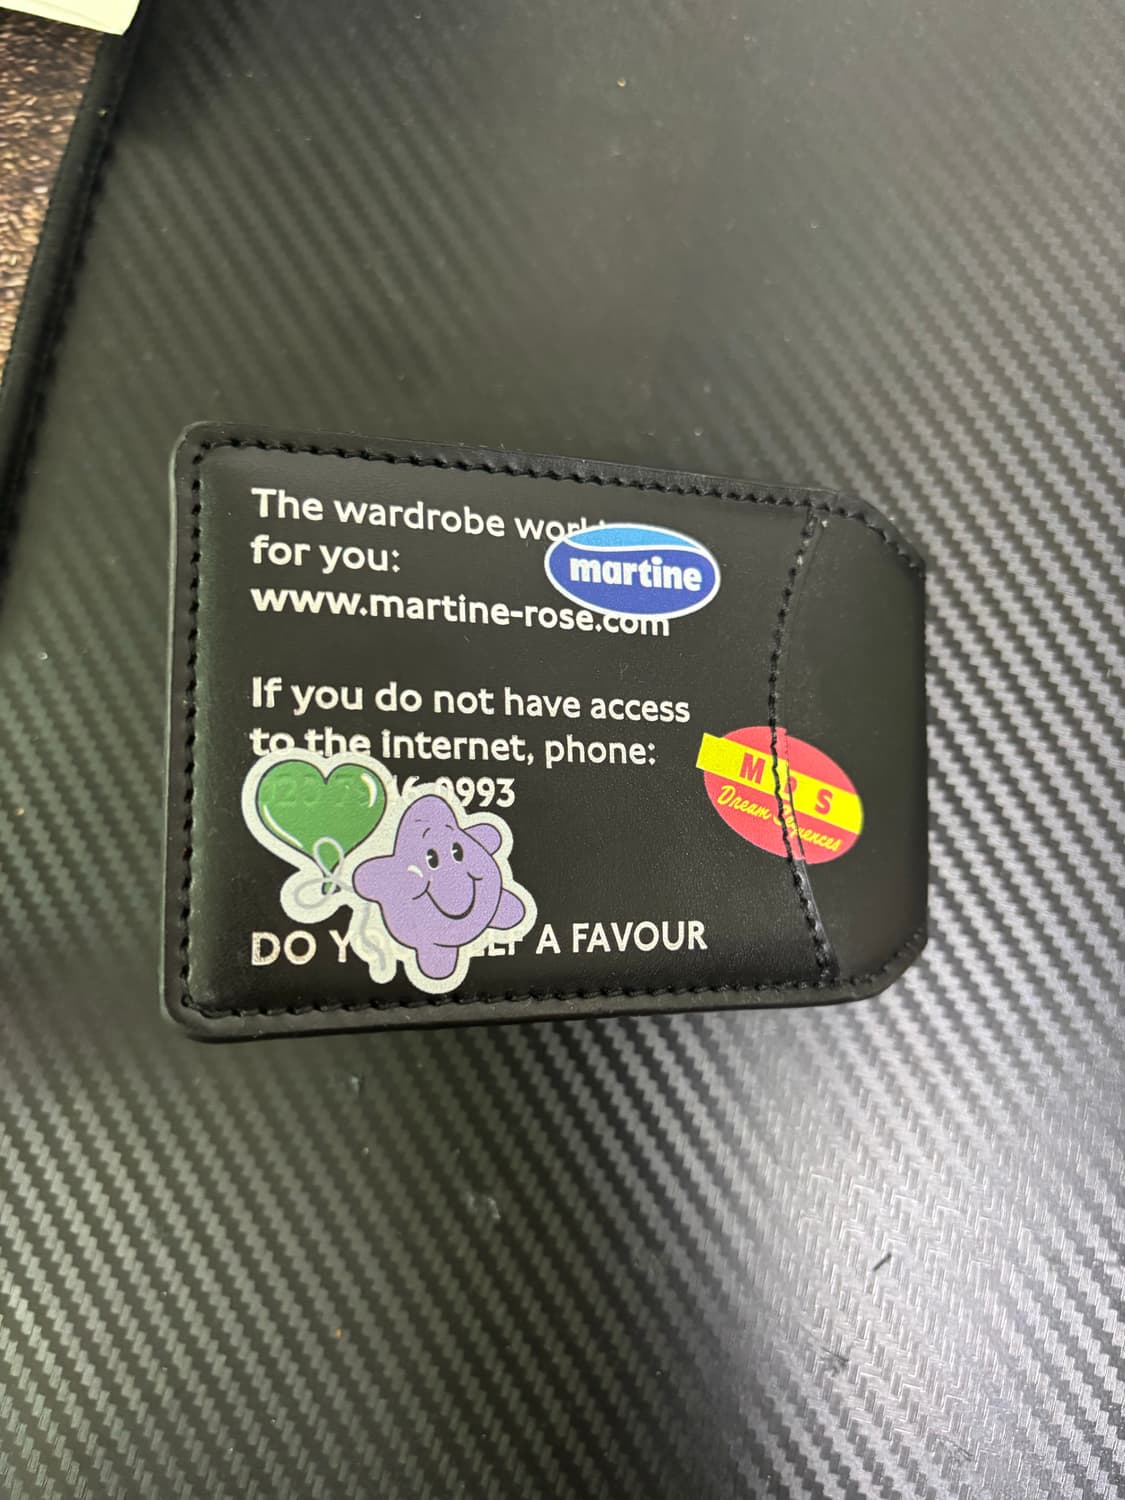 The wardrobe
for you:
martine
www.martine-rose.com
If you do not have access
to the internet, phone:
9993
M S
Dream
DO A FAVOUR